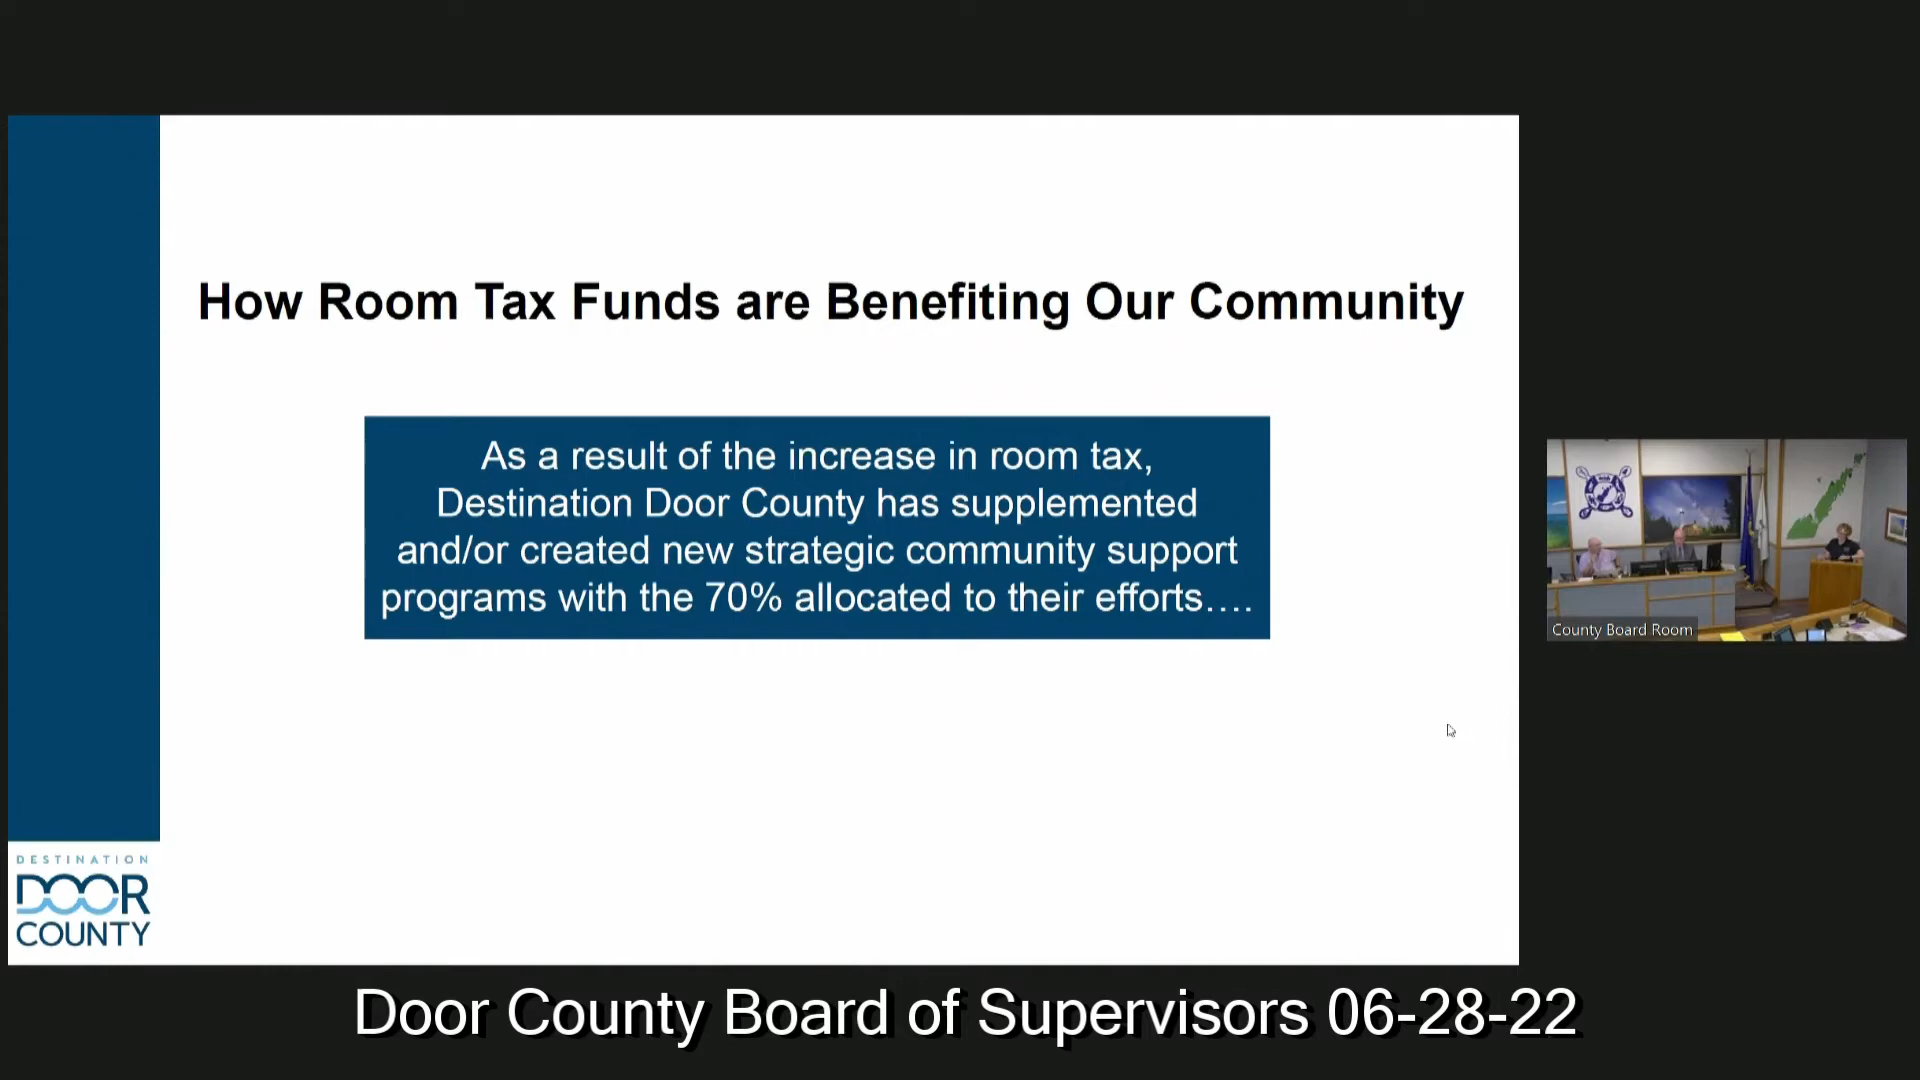 How Room Tax Funds are Benefiting Our Community
As a result of the increase in room tax,
Destination Door County has supplemented
and/or created new strategic community support
programs with the 70% allocated to their efforts….
DESTINATION
DOOR
COUNTY
County Board Room
Door County Board of Supervisors 06-28-22